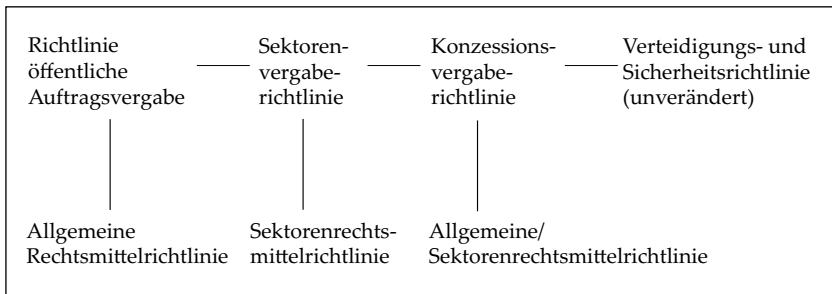 Richtlinie
öffentliche
Auftragsvergabe
Sektoren-
vergabe-
richtlinie
Konzessions-
vergabe-
richtlinie
Verteidigungs- und
Sicherheitsrichtlinie
(unverändert)
Allgemeine
Rechtsmittelrichtlinie
Sektorenrechts-
mittelrichtlinie
Allgemeine/
Sektorenrechtsmittelrichtlinie